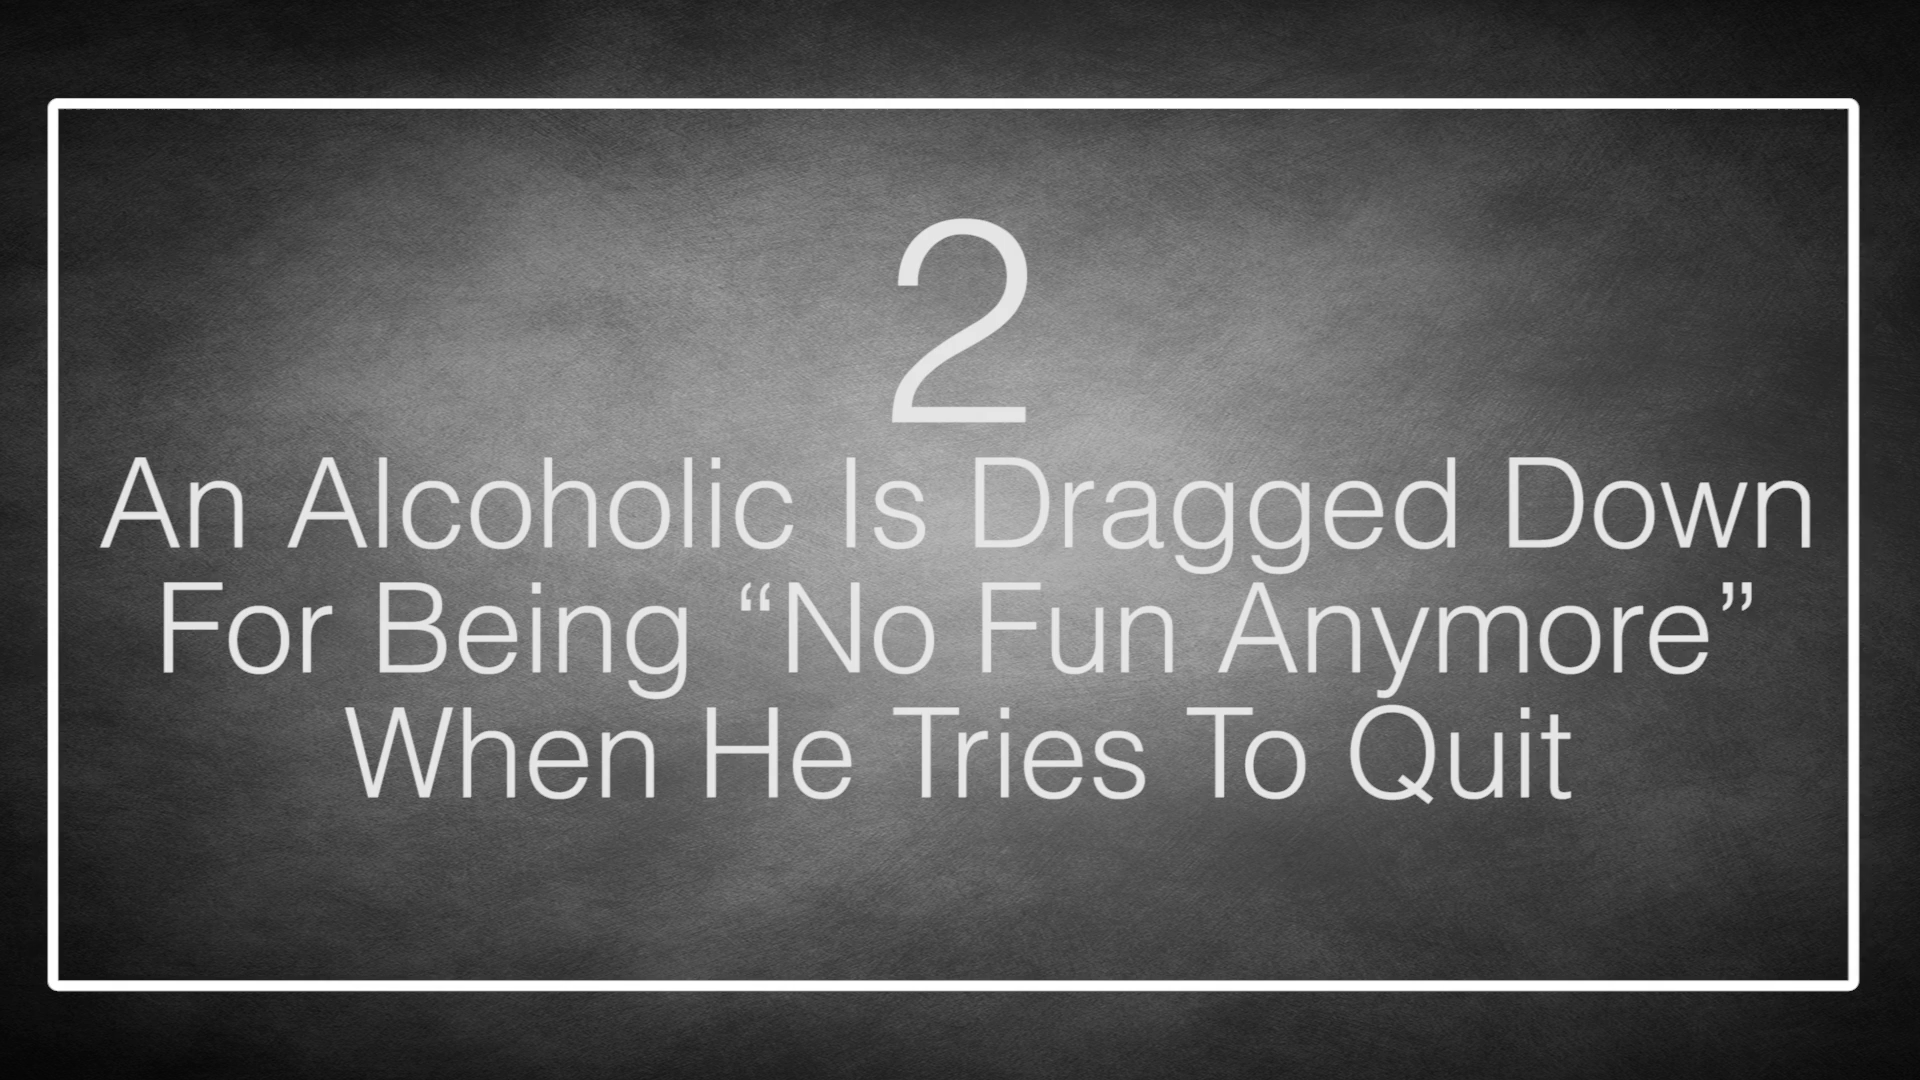 2
An Alcoholic Is Dragged Down
For Being “No Fun Anymore”
When He Tries To Quit